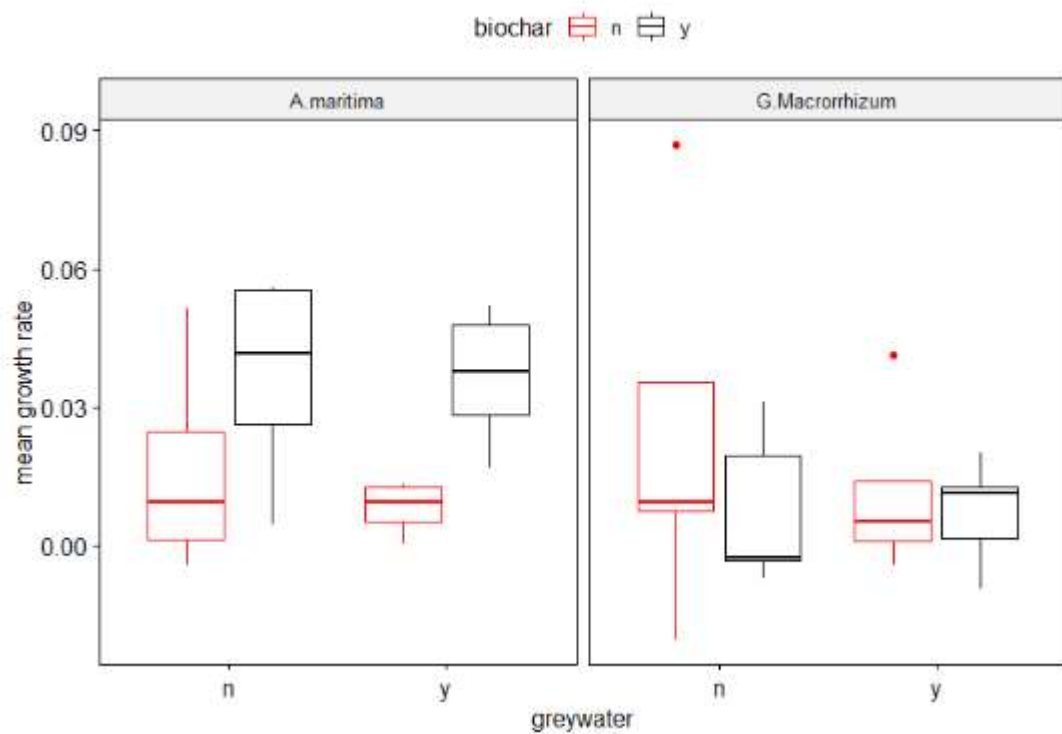 biochar n y
A.maritima G.Macrorrhizum
0.09
0.06
0.03
0.00
mean growth rate
n y n y
greywater